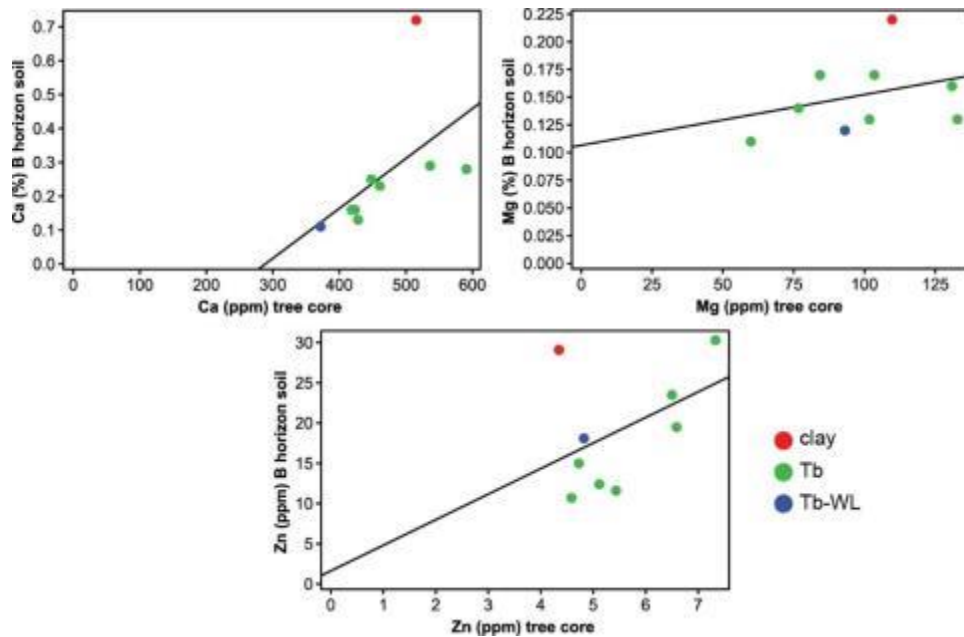 Ca (%) B horizon soil
0.7
0.6
0.5
0.4
0.3
0.2
0.1
0.0
0 100 200 300 400 500 600
Ca (ppm) tree core
Mg (%) B horizon soil
0.225
0.200
0.175
0.150
0.125
0.100
0.075
0.050
0.025
0.000
0 25 50 75 100 125
Mg (ppm) tree core
Zn (ppm) B horizon soil
30
25
20
15
10
5
0
0 1 2 3 4 5 6 7
Zn (ppm) tree core
clay
Tb
Tb-WL